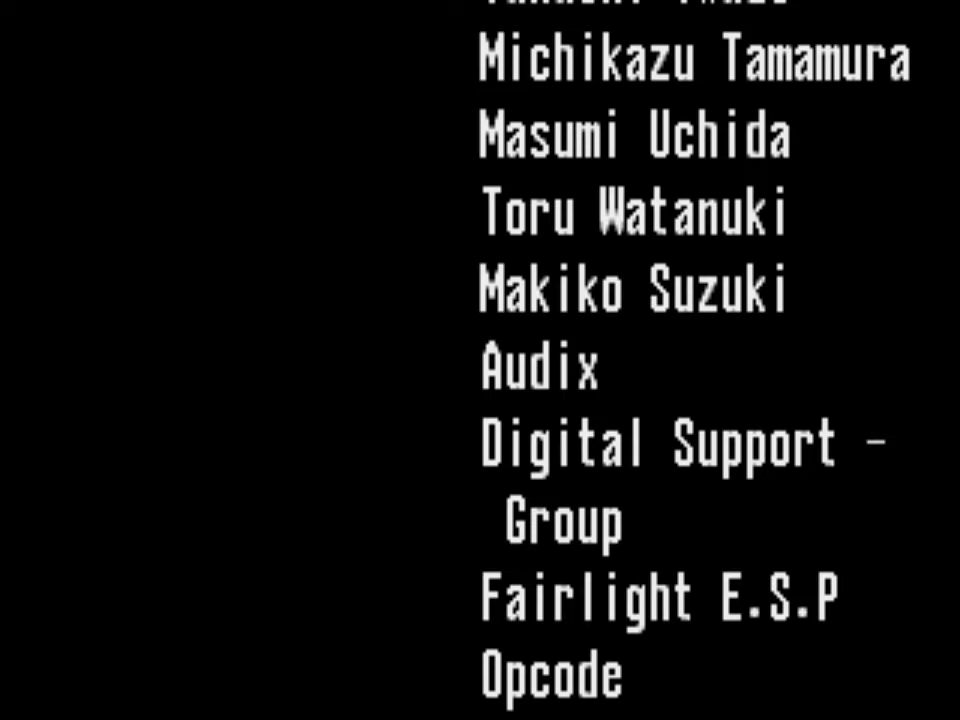 Michikazu Tamamura
Masumi Uchida
Toru Watanuki
Makiko Suzuki
Audix
Digital Support -
Group
Fairlight E.S.P
Opcode